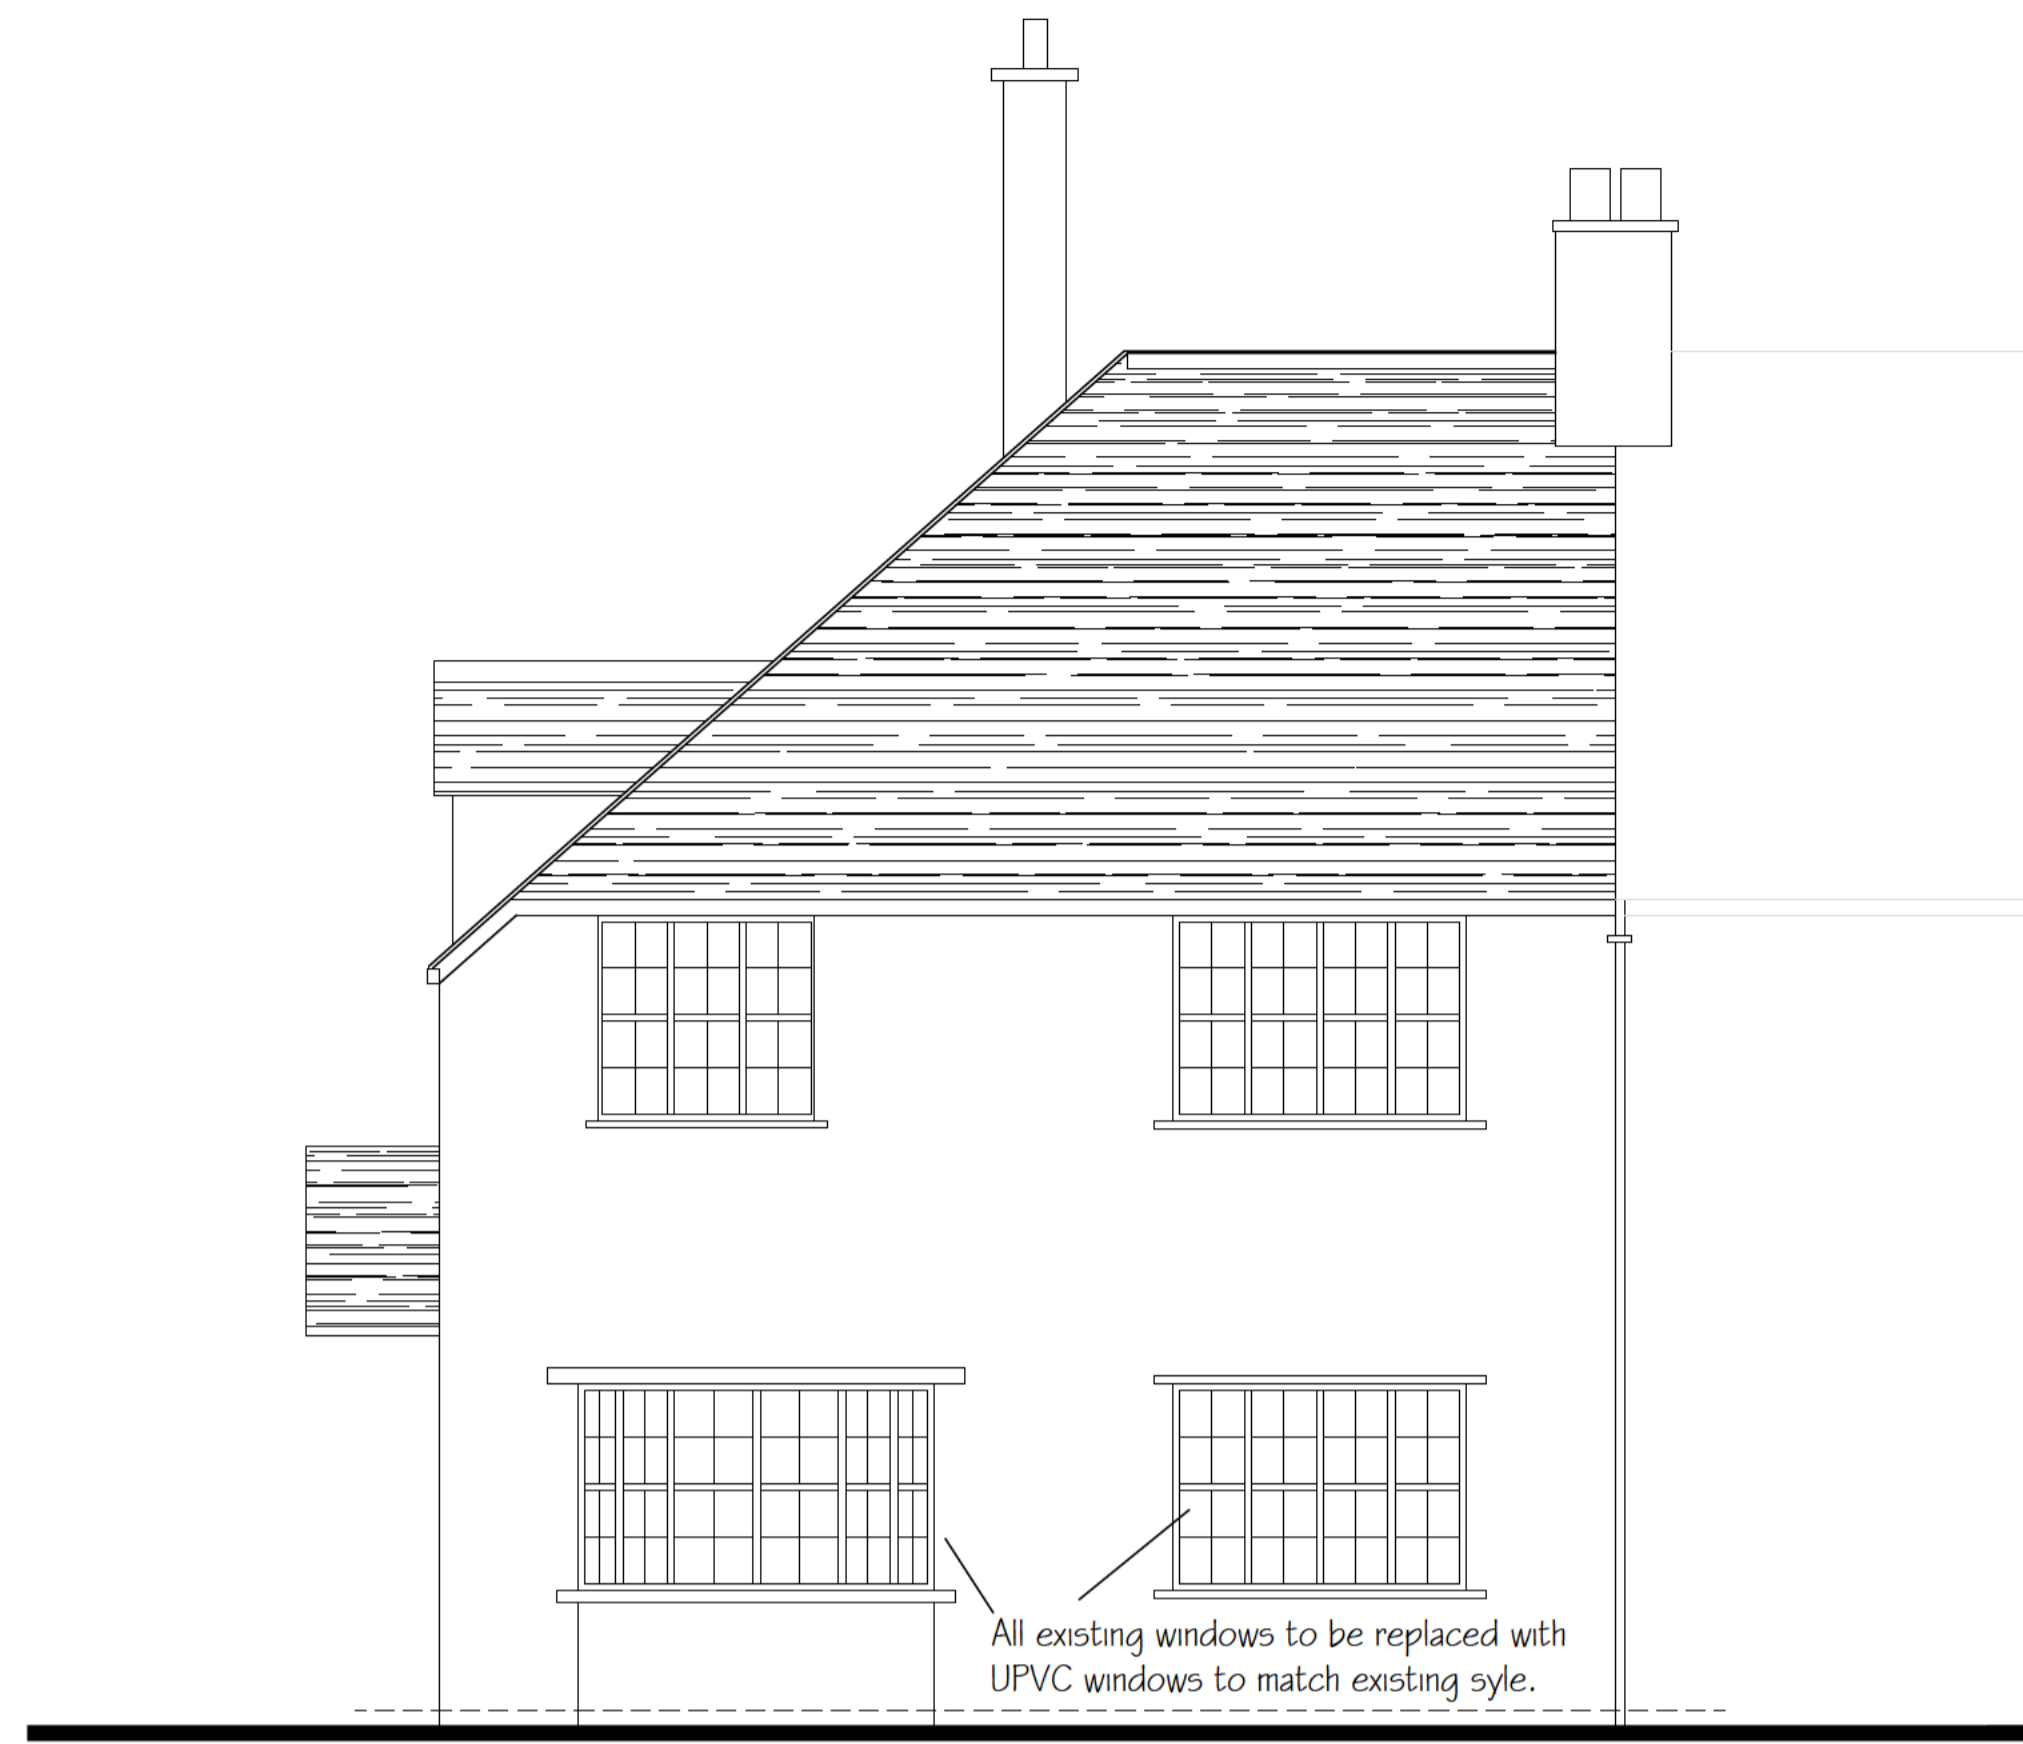 All existing windows to be replaced with
UPVC windows to match existing syle.